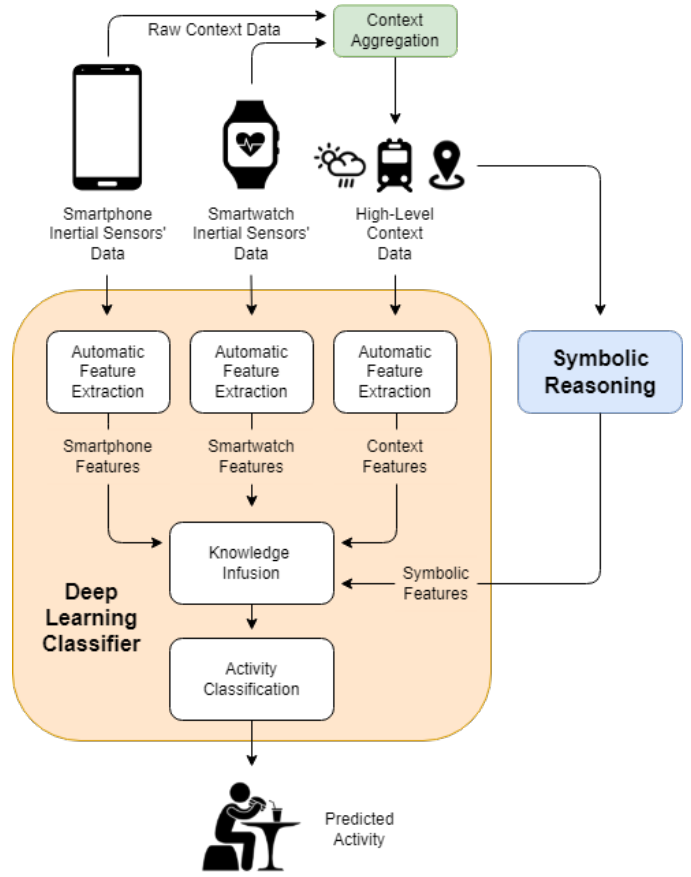 Raw Context Data
Context
Aggregation
Smartphone
Inertial Sensors'
Data
Smartwatch
Inertial Sensors'
Data
High-Level
Context
Data
Automatic
Feature
Extraction
Automatic
Feature
Extraction
Automatic
Feature
Extraction
Symbolic
Reasoning
Smartphone
Features
Smartwatch
Features
Context
Features
Knowledge
Infusion
Symbolic
Features
Deep
Learning
Classifier
Activity
Classification
Predicted
Activity